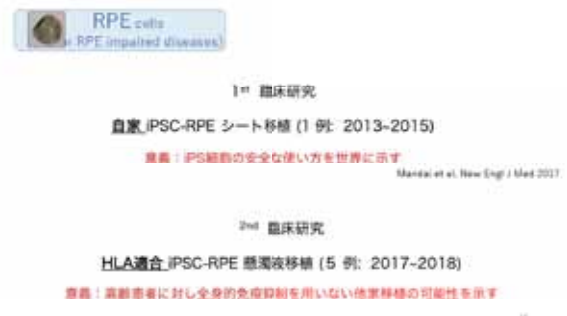 RPE cells
RPE impaired diseases)
1st 臨床研究
自家 iPSC-RPE シート移植 (1 例: 2013~2015)
意義：iPS細胞の安全な使い方を世界に示す
Mandai et al. New Engl J Med 2017
2nd 臨床研究
HLA適合 iPSC-RPE 懸濁液移植 (5 例: 2017~2018)
意義：高齢患者に対し全身的免疫抑制を用いない他家移植の可能性を示す